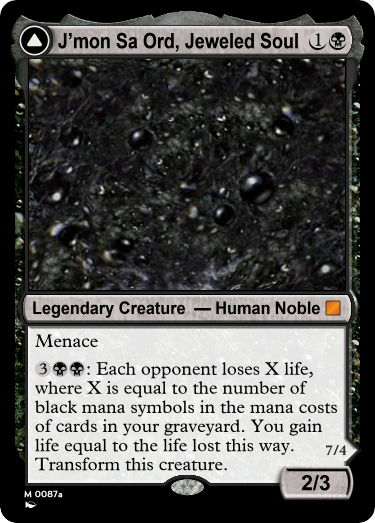 J'mon Sa Ord, Jeweled Soul 1
Legendary Creature — Human Noble
Menace
3: Each opponent loses X life,
where X is equal to the number of
black mana symbols in the mana costs
of cards in your graveyard. You gain
life equal to the life lost this way.
Transform this creature.
7/4
2/3
M 0087a